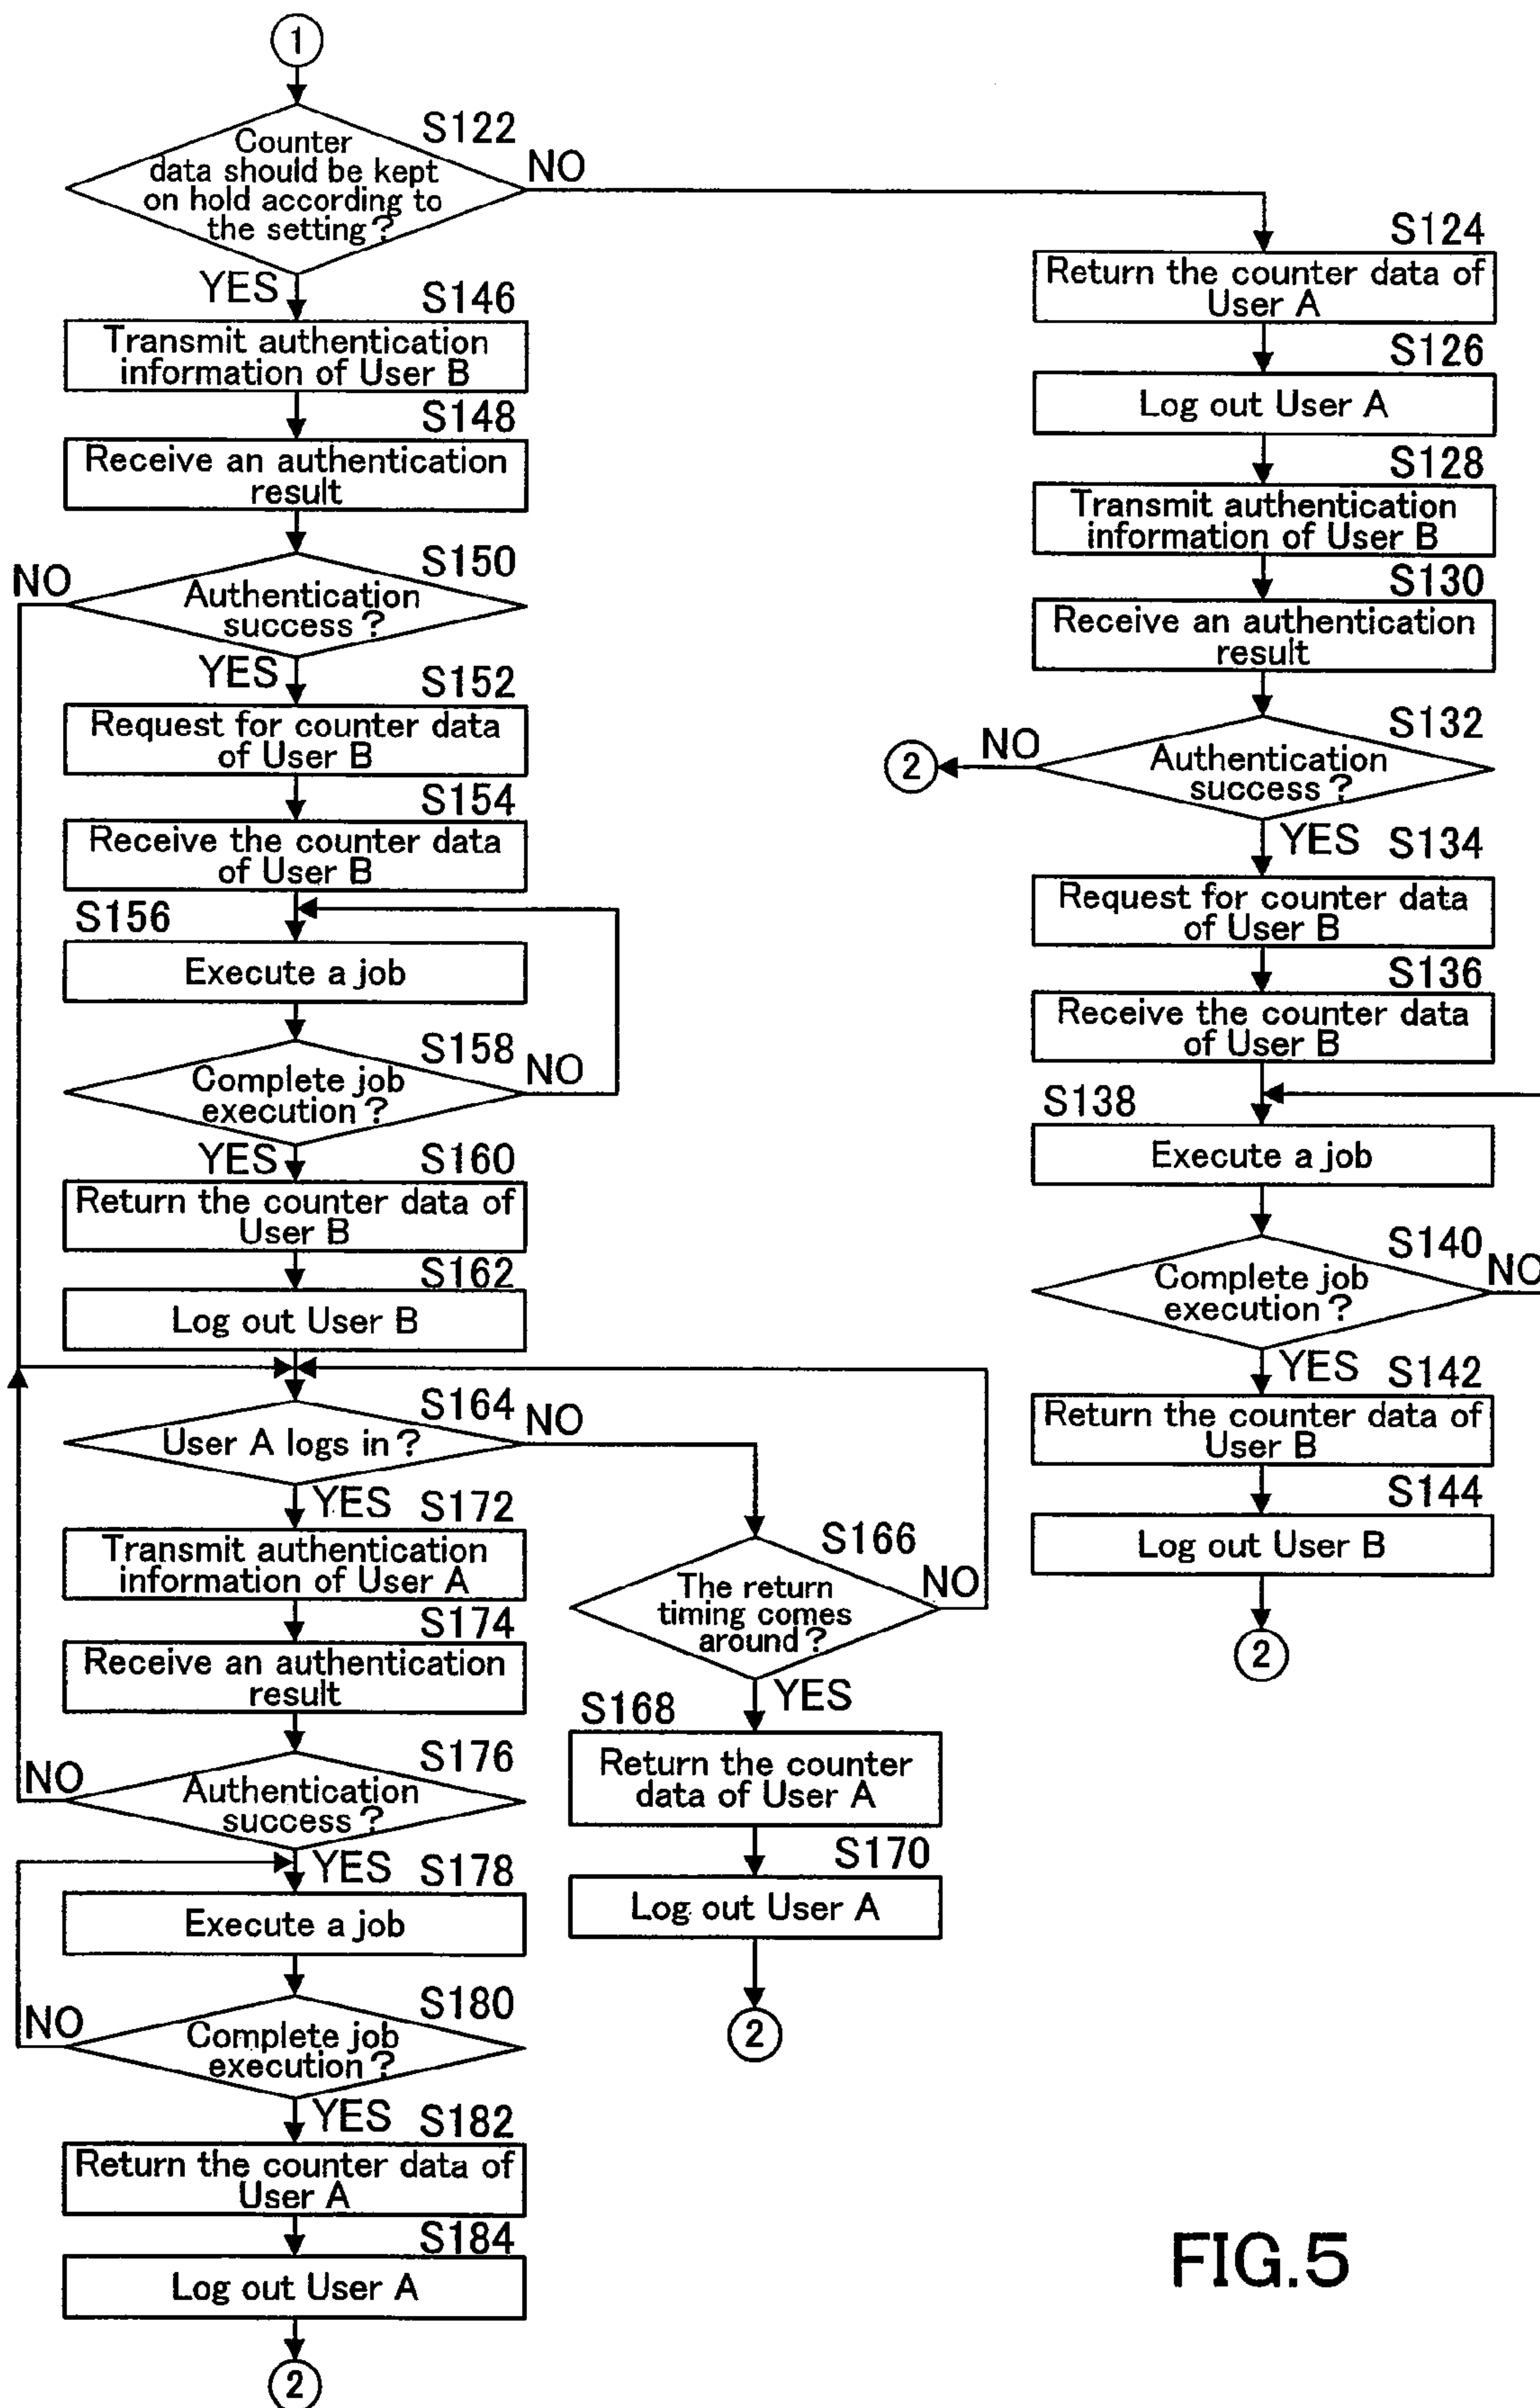 1
S122
Counter
data should be kept
on hold according to
the setting?
NO
YES
S146
Transmit authentication
information of User B
S148
Receive an authentication
result
S150
NO
Authentication
success?
YES
S152
Request for counter data
of User B
S154
Receive the counter data
of User B
S156
Execute a job
S158
Complete job
execution?
NO
YES
S160
Return the counter data of
User B
S162
Log out User B
S164
User A logs in?
NO
YES
S172
Transmit authentication
information of User A
S174
Receive an authentication
result
S176
NO
Authentication
success?
YES
S178
Execute a job
S180
NO
Complete job
execution?
YES
S182
Return the counter data of
User A
S184
Log out User A
2
S166
The return
timing comes
around?
NO
YES
S168
Return the counter
data of User A
S170
Log out User A
2
S124
Return the counter data of
User A
S126
Log out User A
S128
Transmit authentication
information of User B
S130
Receive an authentication
result
S132
2
NO
Authentication
success?
YES
S134
Request for counter data
of User B
S136
Receive the counter data
of User B
S138
Execute a job
S140
Complete job
execution?
NO
YES
S142
Return the counter data of
User B
S144
Log out User B
2
FIG.5